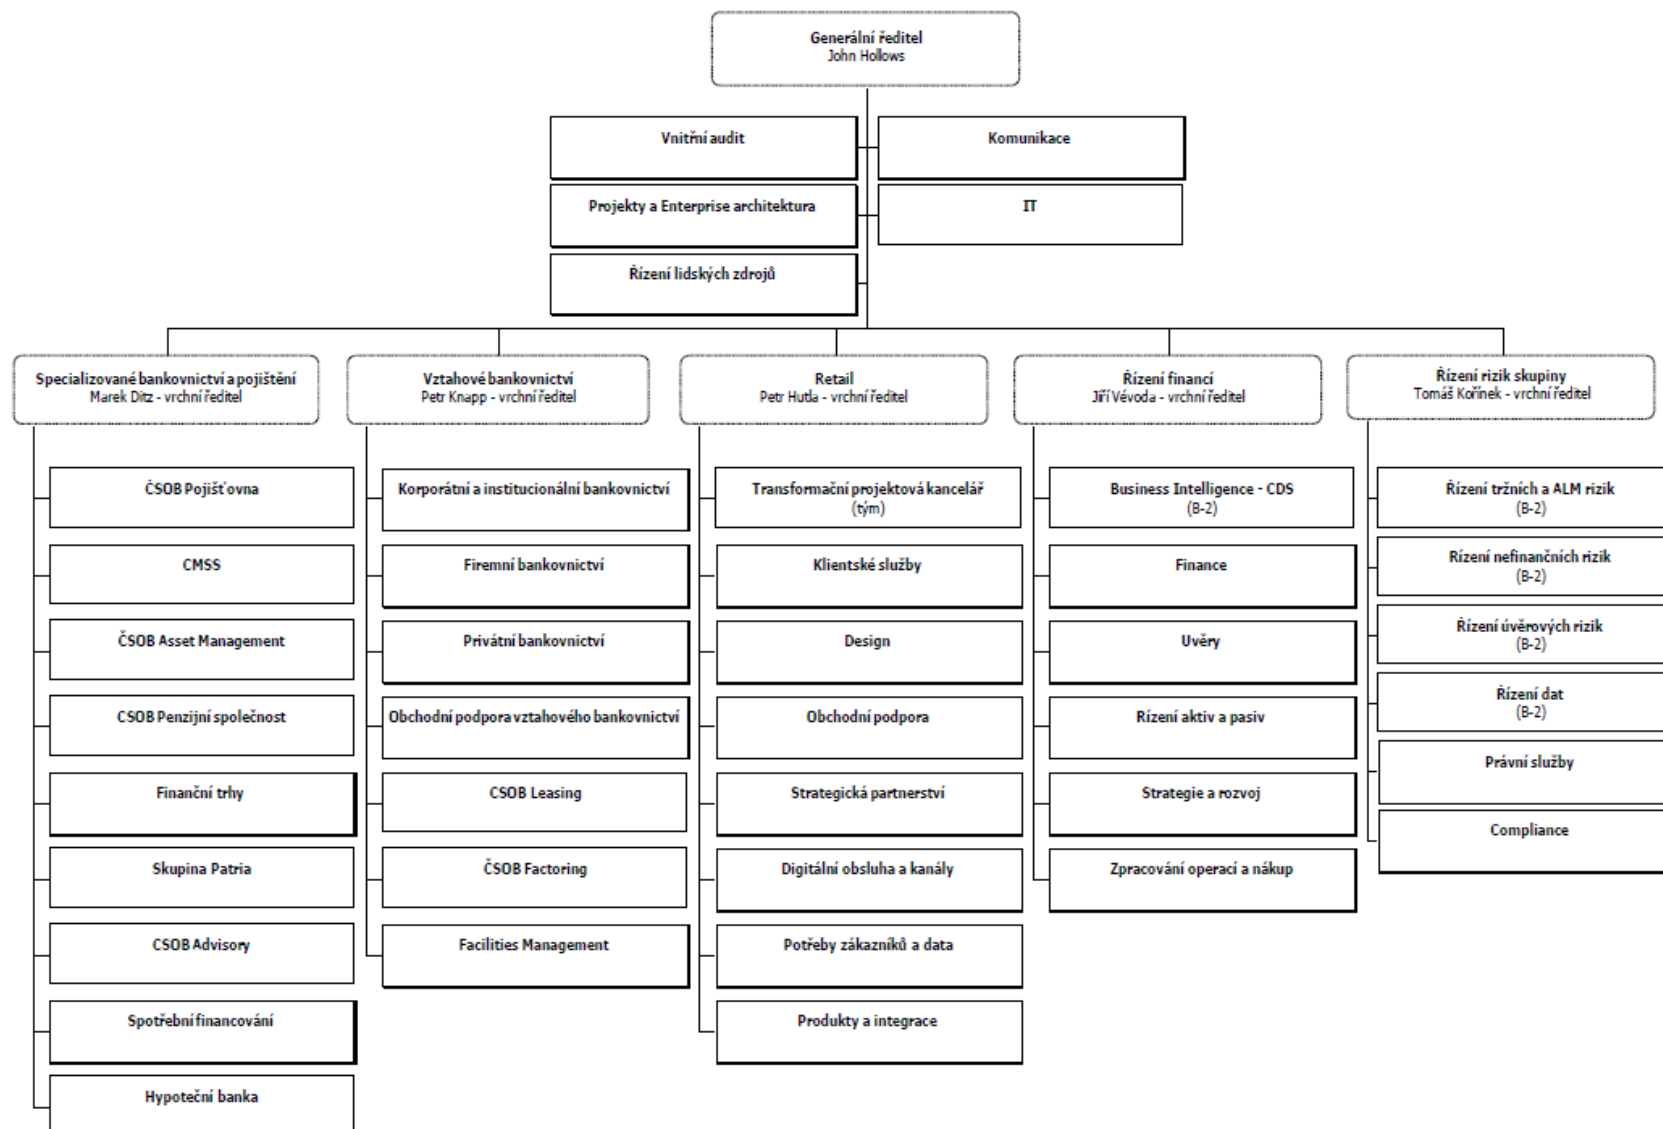 Generální ředitel
John Hollows
Vnitřní audit
Komunikace
Projekty a Enterprise architektura
IT
Řízení lidských zdrojů
Specializované bankovnictví a pojištění
Marek Ditz - vrchní ředitel
Vztahové bankovnictví
Petr Knapp - vrchní ředitel
Retail
Petr Hutla - vrchní ředitel
Řízení financí
Jiří Vévoda - vrchní ředitel
Řízení rizik skupiny
Tomáš Kořínek - vrchní ředitel
ČSOB Pojišťovna
CMSS
ČSOB Asset Management
CSOB Penzijní společnost
Finanční trhy
Skupina Patria
CSOB Advisory
Spotřební financování
Hypoteční banka
Korporátní a institucionální bankovnictví
Firemní bankovnictví
Privátní bankovnictví
Obchodní podpora vztahového bankovnictví
CSOB Leasing
ČSOB Factoring
Facilities Management
Transformační projektová kancelář
(tým)
Klientské služby
Design
Obchodní podpora
Strategická partnerství
Digitální obsluha a kanály
Potřeby zákazníků a data
Produkty a integrace
Business Intelligence - CDS
(B-2)
Finance
Uvěry
Rízení aktiv a pasiv
Strategie a rozvoj
Zpracování operací a nákup
Řízení tržních a ALM rizik
(B-2)
Rízení nefinančních rizik
(B-2)
Řízení úvěrových rizik
(B-2)
Řízení dat
(B-2)
Právní služby
Compliance